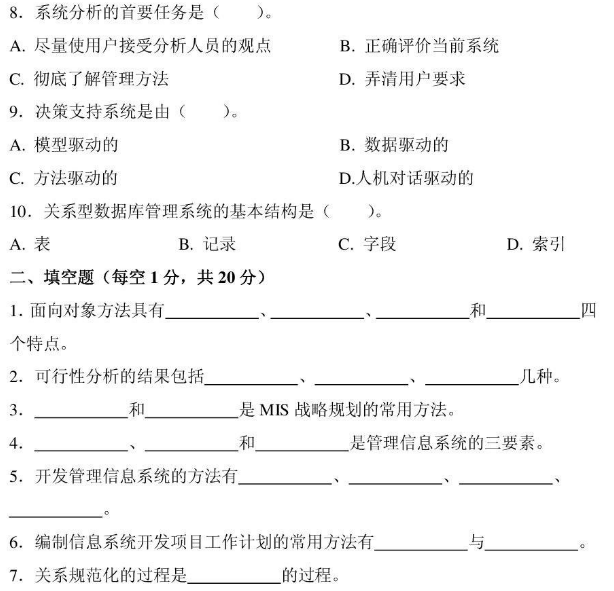 8．系统分析的首要任务是（　　）。
A. 尽量使用户接受分析人员的观点　　B. 正确评价当前系统
C. 彻底了解管理方法　　D. 弄清用户要求
9．决策支持系统是由（　　）。
A. 模型驱动的　　B. 数据驱动的
C. 方法驱动的　　D.人机对话驱动的
10．关系型数据库管理系统的基本结构是（　　）。
A. 表　　B. 记录　　C. 字段　　D. 索引
二、填空题（每空 1 分，共 20 分）
1. 面向对象方法具有__________、__________、__________和__________四
个特点。
2．可行性分析的结果包括__________、__________、__________几种。
3．__________和__________是 MIS 战略规划的常用方法。
4．__________、__________和__________是管理信息系统的三要素。
5．开发管理信息系统的方法有__________、__________、__________、
__________。
6．编制信息系统开发项目工作计划的常用方法有__________与__________。
7．关系规范化的过程是__________的过程。